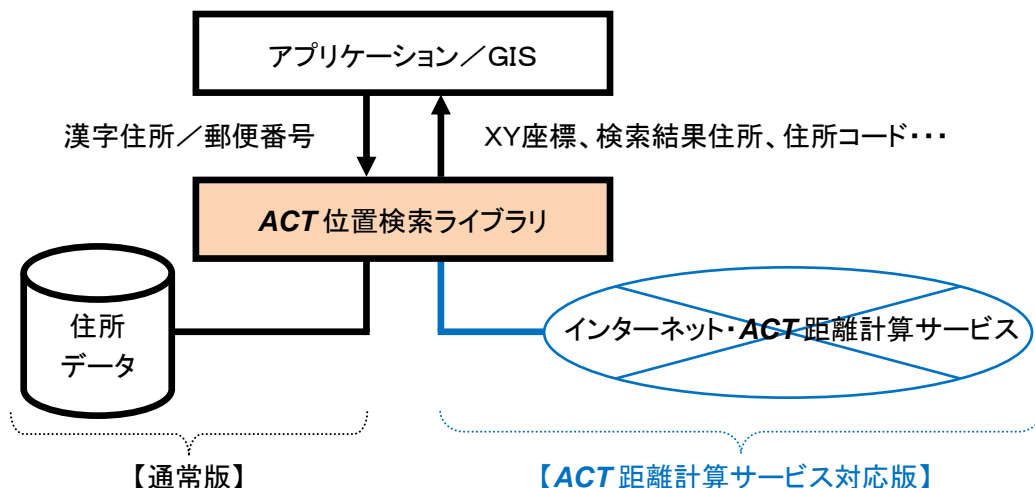 アプリケーション／GIS
漢字住所／郵便番号
XY座標、検索結果住所、住所コード・・・
ACT 位置検索ライブラリ
住所
データ
インターネット・ACT 距離計算サービス
【通常版】
【ACT 距離計算サービス対応版】